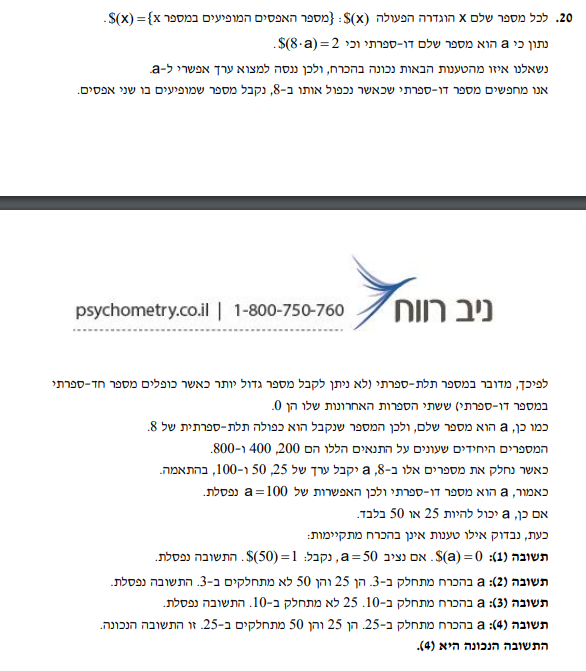 20. לכל מספר שלם x הוגדרה הפעולה $(x): {מספר האפסים המופיעים במספר x} = $(x).
נתון כי a הוא מספר שלם דו-ספרתי וכי 2 = $(8·a).
נשאלנו איזו מהטענות הבאות נכונה בהכרח, ולכן ננסה למצוא ערך אפשרי ל-a.
אנו מחפשים מספר דו-ספרתי שכאשר נכפול אותו ב-8, נקבל מספר שמופיעים בו שני אפסים.
psychometry.co.il | 1-800-750-760
ניב רווח
לפיכך, מדובר במספר תלת-ספרתי (לא ניתן לקבל מספר גדול יותר כאשר כופלים מספר חד-ספרתי
במספר דו-ספרתי) ששתי הספרות האחרונות שלו הן 0.
כמו כן, a הוא מספר שלם, ולכן המספר שנקבל הוא כפולה תלת-ספרתית של 8.
המספרים היחידים שעונים על התנאים הללו הם 200, 400 ו-800.
כאשר נחלק את מספרים אלו ב-8, a יקבל ערך של 25, 50 ו-100, בהתאמה.
כאמור, a הוא מספר דו-ספרתי ולכן האפשרות של a=100 נפסלת.
אם כן, a יכול להיות 25 או 50 בלבד.
כעת, נבדוק אילו טענות אינן בהכרח מתקיימות:
תשובה (1): $(a) = 0. אם נציב a = 50, נקבל: $(50) = 1. התשובה נפסלת.
תשובה (2): a בהכרח מתחלק ב-3. הן 25 והן 50 לא מתחלקים ב-3. התשובה נפסלת.
תשובה (3): a בהכרח מתחלק ב-10. 25 לא מתחלק ב-10. התשובה נפסלת.
תשובה (4): a בהכרח מתחלק ב-25. הן 25 והן 50 מתחלקים ב-25. זו התשובה הנכונה.
התשובה הנכונה היא (4).